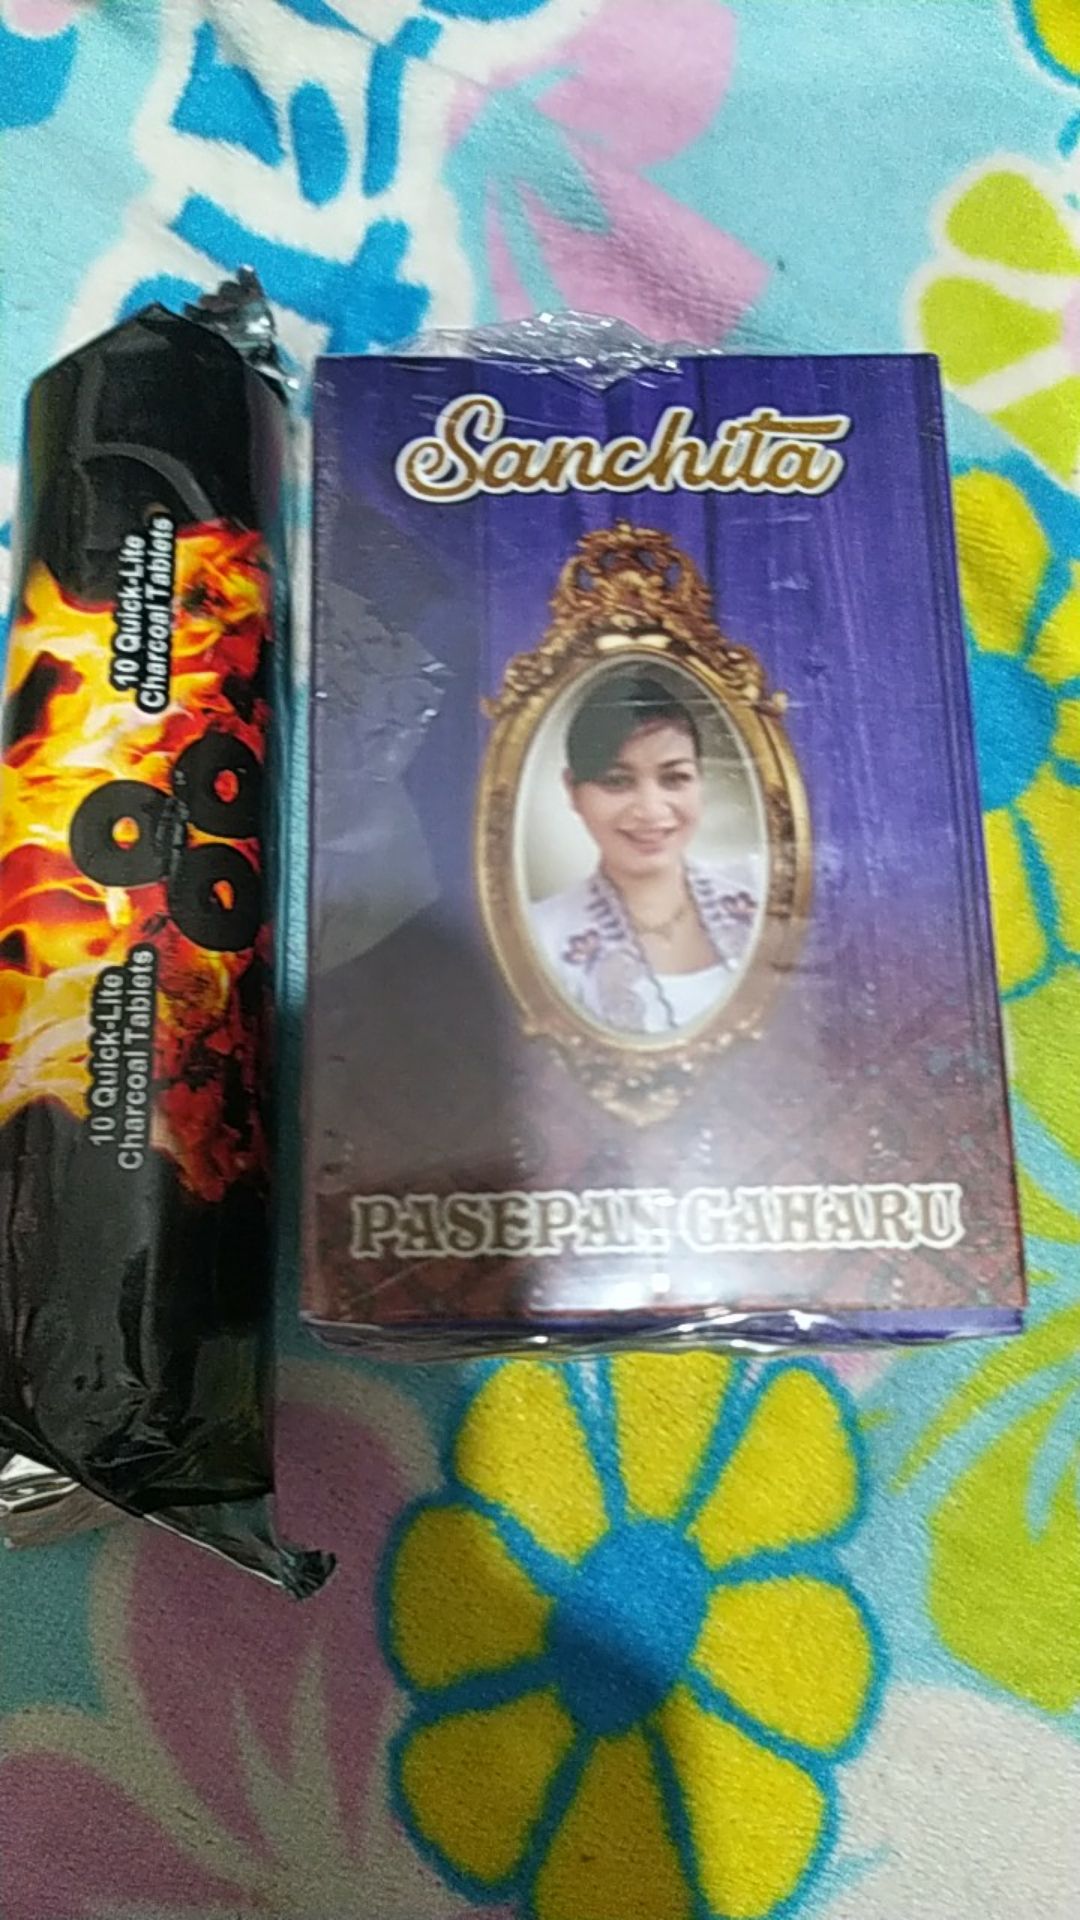 10 Quick-Lite
Charcoal Tablets
10 Quick-Lite
Charcoal Tablets
Sanchita
PASEPAN GAHARU